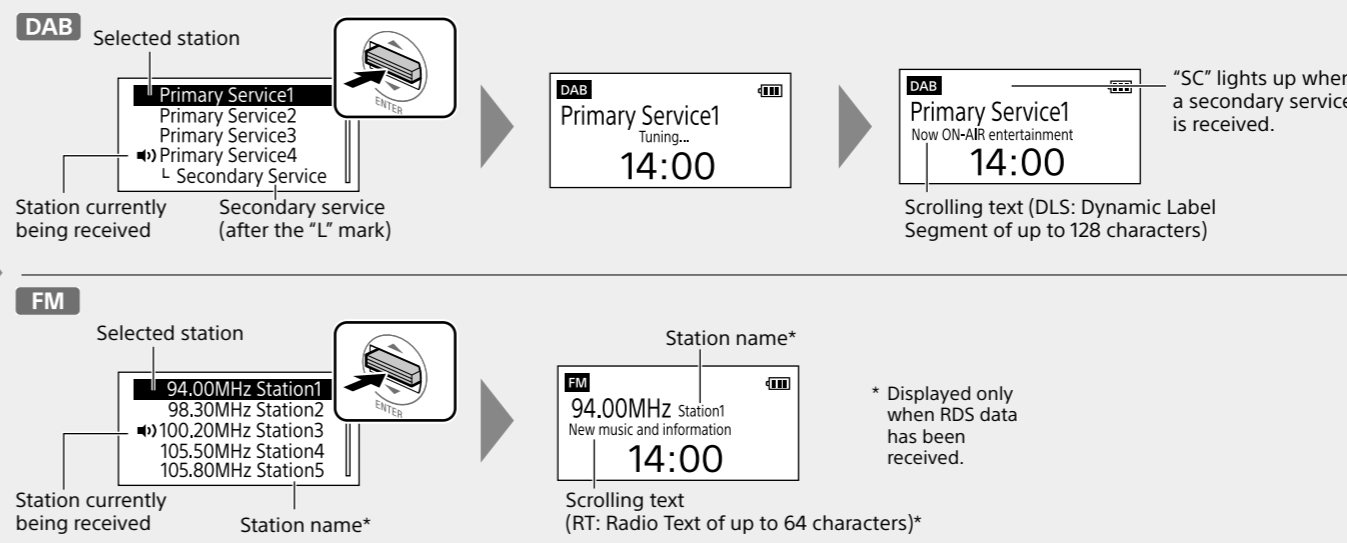 DAB
Selected station
Primary Service1
Primary Service2
Primary Service3
Primary Service4
└ Secondary Service
ENTER
Station currently
being received
Secondary service
(after the “L” mark)
DAB
Primary Service1
Tuning...
14:00
DAB
Primary Service1
Now ON-AIR entertainment
14:00
“SC” lights up when
a secondary service
is received.
Scrolling text (DLS: Dynamic Label
Segment of up to 128 characters)
FM
Selected station
94.00MHz Station1
98.30MHz Station2
100.20MHz Station3
105.50MHz Station4
105.80MHz Station5
ENTER
Station currently
being received
Station name*
Station name*
FM
94.00MHz Station1
New music and information
14:00
Scrolling text
(RT: Radio Text of up to 64 characters)*
* Displayed only
when RDS data
has been
received.